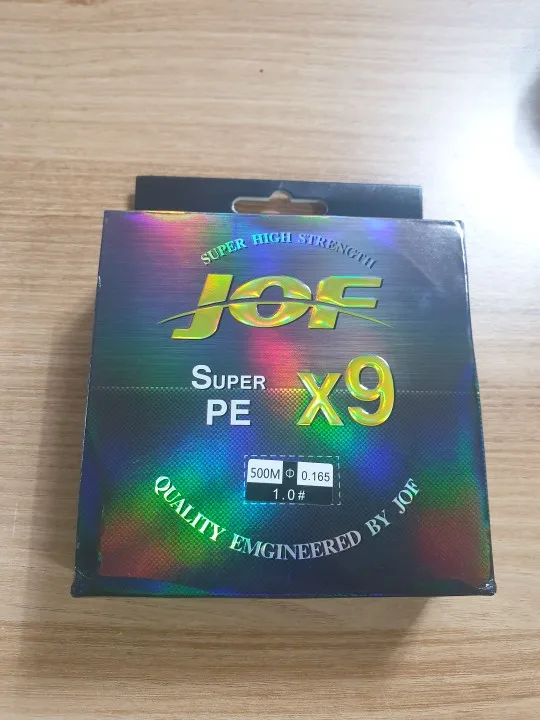 SUPER HIGH STRENGTH
JOF
SUPER
PE
X9
500M Φ 0.165
1.0#
QUALITY EMGINEERED BY JOF